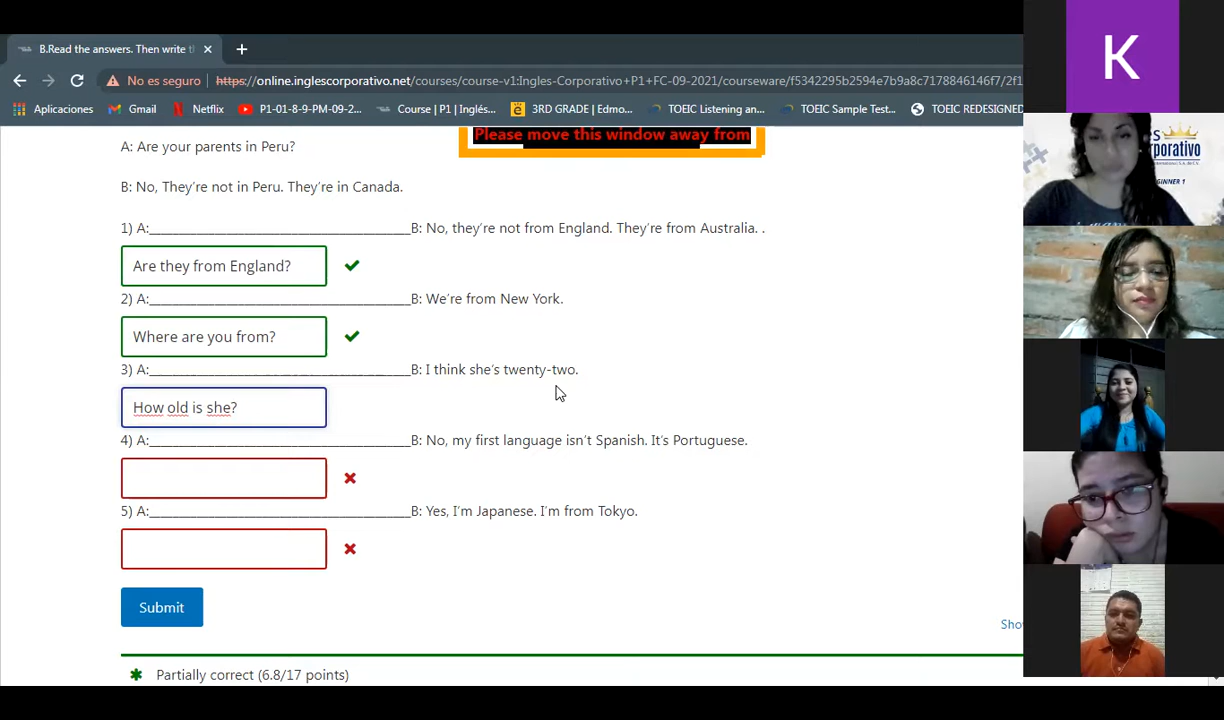 B.Read the answers. Then write t
No es seguro
https://online.inglescorporativo.net/courses/course-v1:Ingles-Corporativo+P1+FC-09-2021/courseware/f5342295b2594e7b9a8c7178846146f7/2f1
Aplicaciones
Gmail
Netflix
P1-01-8-9-PM-09-2...
Course | P1 | Inglés...
3RD GRADE | Edmo...
TOEIC Listening an...
TOEIC Sample Test...
TOEIC REDESIGNED
Please move this window away from
A: Are your parents in Peru?
B: No, They're not in Peru. They're in Canada.
1) A:__________________________________B: No, they're not from England. They're from Australia. .
Are they from England?
2) A:__________________________________B: We're from New York.
Where are you from?
3) A:__________________________________B: I think she's twenty-two.
How old is she?
4) A:__________________________________B: No, my first language isn't Spanish. It's Portuguese.
5) A:__________________________________B: Yes, I'm Japanese. I'm from Tokyo.
Submit
Sho
Partially correct (6.8/17 points)
K
S
rporativo
GINNER 1